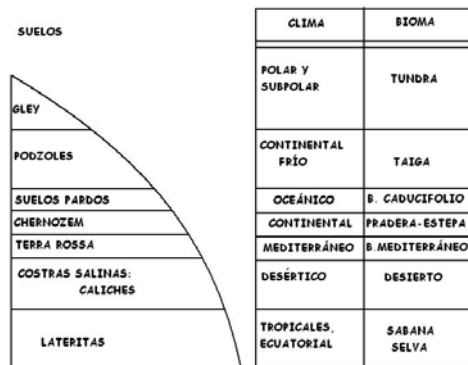 SUELOS
GLEY
PODZOLES
SUELOS PARDOS
CHERNOZEM
TERRA ROSSA
COSTRAS SALINAS:
CALICHES
LATERITAS
CLIMA BIOMA
POLAR Y
SUBPOLAR TUNDRA
CONTINENTAL
FRÍO TAIGA
OCEÁNICO B. CADUCIFOLIO
CONTINENTAL PRADERA-ESTEPA
MEDITERRÁNEO B.MEDITERRÁNEO
DESÉRTICO DESIERTO
TROPICALES, SABANA
ECUATORIAL SELVA